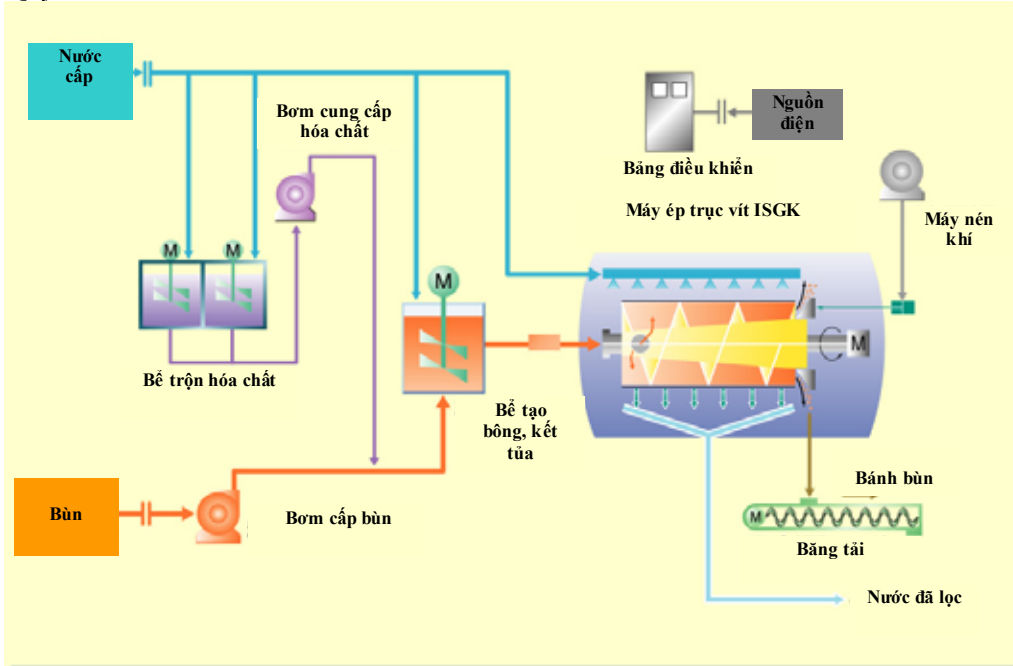 Nước
cấp
Bơm cung cấp
hóa chất
Nguồn
điện
Bảng điều khiển
Máy ép trục vít ISGK
Máy nén
khí
M
M
M
M
Bể trộn hóa chất
Bể tạo
bông, kết
tủa
Bánh bùn
Bùn
Bơm cấp bùn
M
Băng tải
Nước đã lọc